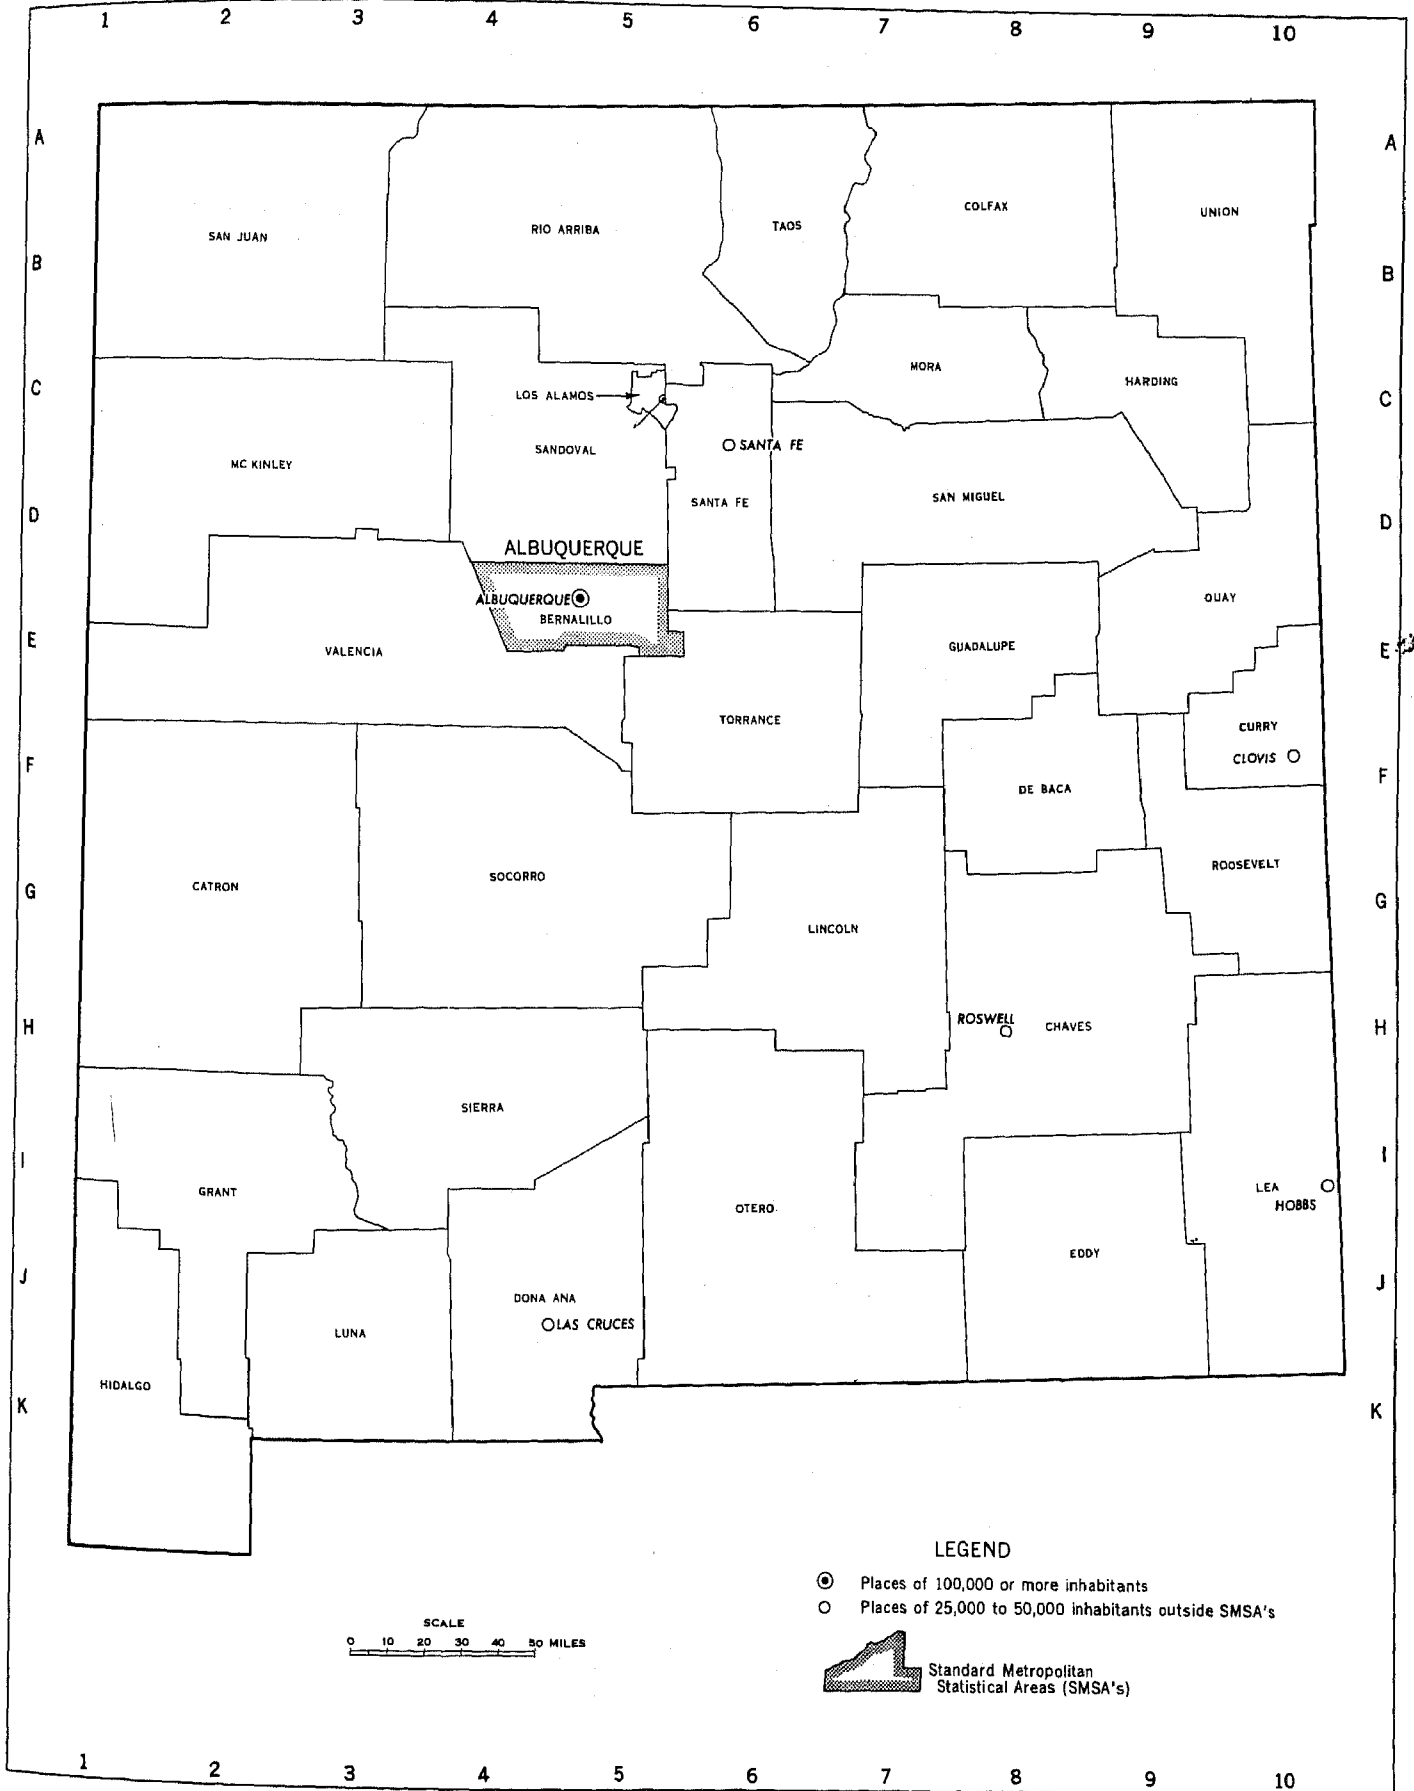 1 2 3 4 5 6 7 8 9 10
A A
COLFAX
UNION
TAOS
RIO ARRIBA
SAN JUAN
B B
MORA
HARDING
C C
LOS ALAMOS
SANTA FE
SANDOVAL
MC KINLEY
SAN MIGUEL
SANTA FE
D D
ALBUQUERQUE
ALBUQUERQUE
QUAY
BERNALILLO
E E
GUADALUPE
VALENCIA
TORRANCE
CURRY
CLOVIS
F F
DE BACA
ROOSEVELT
SOCORRO
CATRON
G G
LINCOLN
ROSWELL
CHAVES
H H
SIERRA
I I
LEA
GRANT
HOBBS
OTERO
EDDY
J J
DONA ANA
LAS CRUCES
LUNA
HIDALGO
K K
LEGEND
Places of 100,000 or more inhabitants
Places of 25,000 to 50,000 inhabitants outside SMSA's
SCALE
0 10 20 30 40 50 MILES
Standard Metropolitan
Statistical Areas (SMSA's)
1 2 3 4 5 6 7 8 9 10